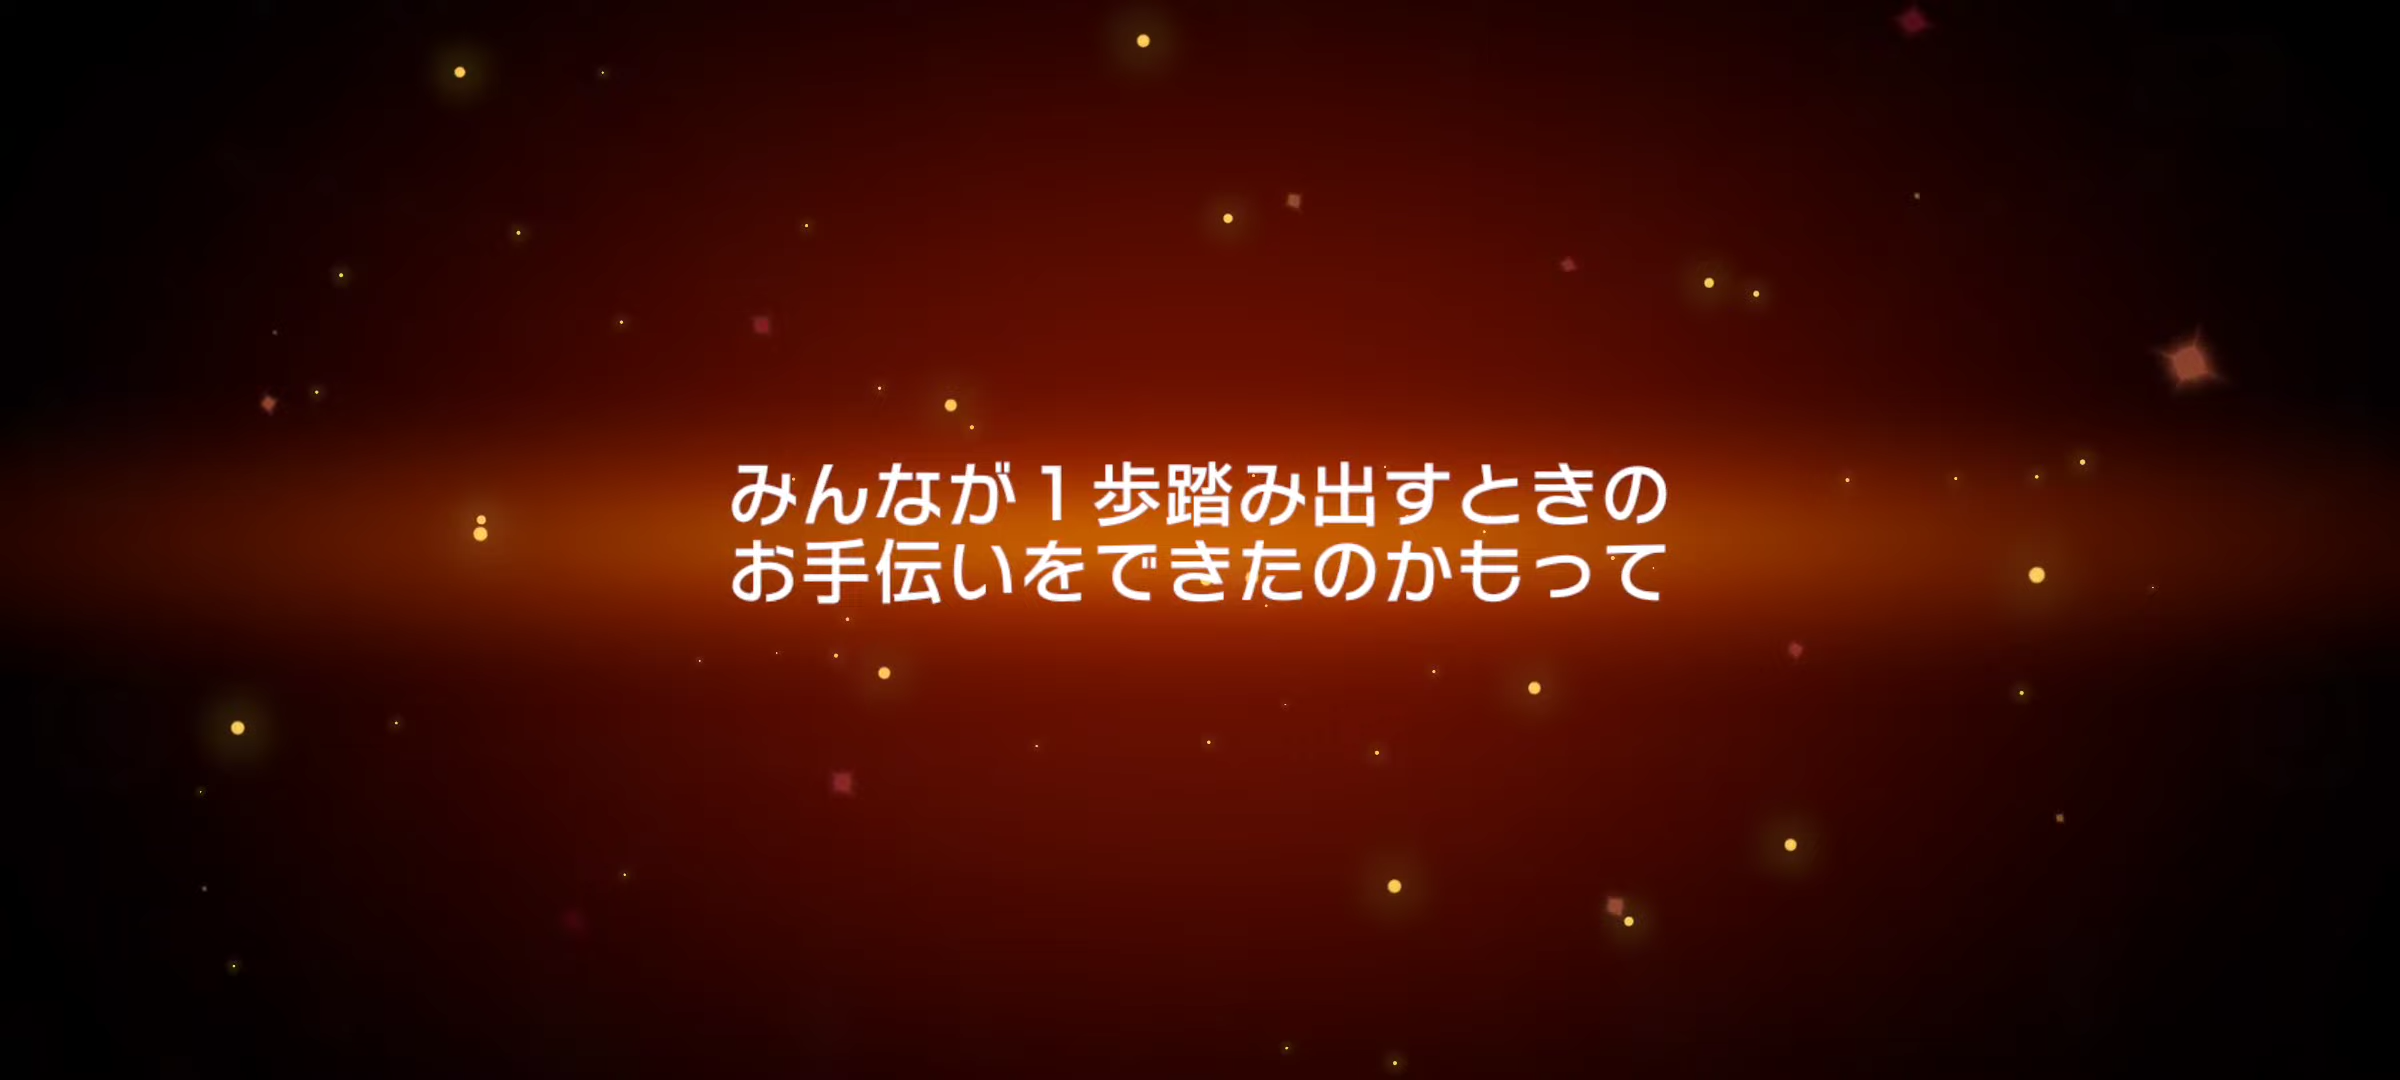 みんなが１歩踏み出すときの
お手伝いをできたのかもって